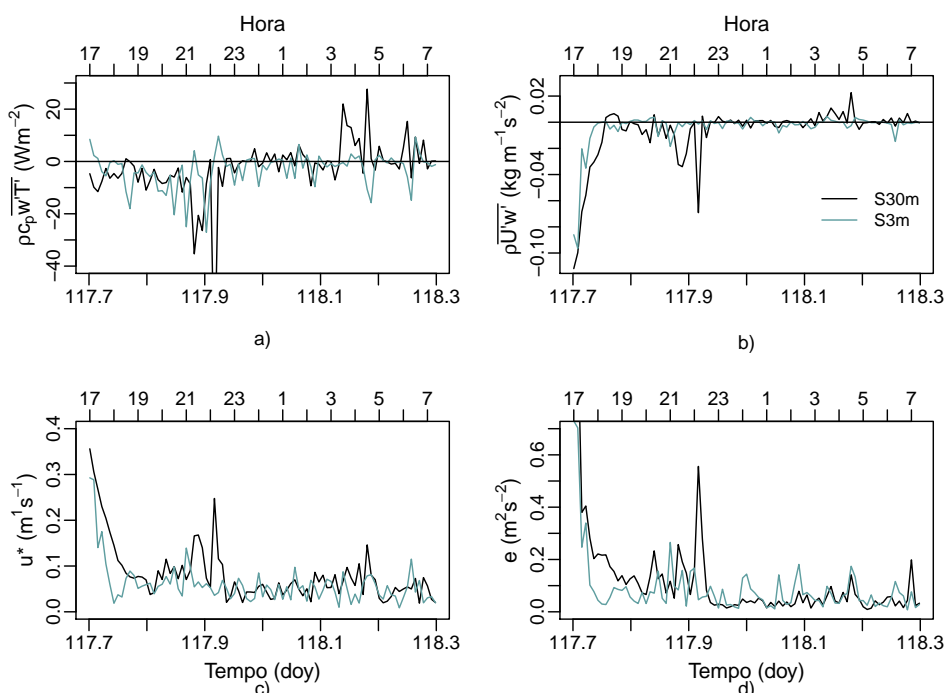 Hora
17 19 21 23 1 3 5 7
ρcₚw'T' (Wm−2)
−40 −20 0 20
117.7 117.9 118.1 118.3
a)
Hora
17 19 21 23 1 3 5 7
ρU'w' (kg m−1s−2)
−0.10 −0.04 0.02
S30m
S3m
117.7 117.9 118.1 118.3
b)
17 19 21 23 1 3 5 7
u* (m1s−1)
0.0 0.1 0.2 0.3 0.4
117.7 117.9 118.1 118.3
Tempo (doy)
c)
17 19 21 23 1 3 5 7
e (m2s−2)
0.0 0.2 0.4 0.6
117.7 117.9 118.1 118.3
Tempo (doy)
d)